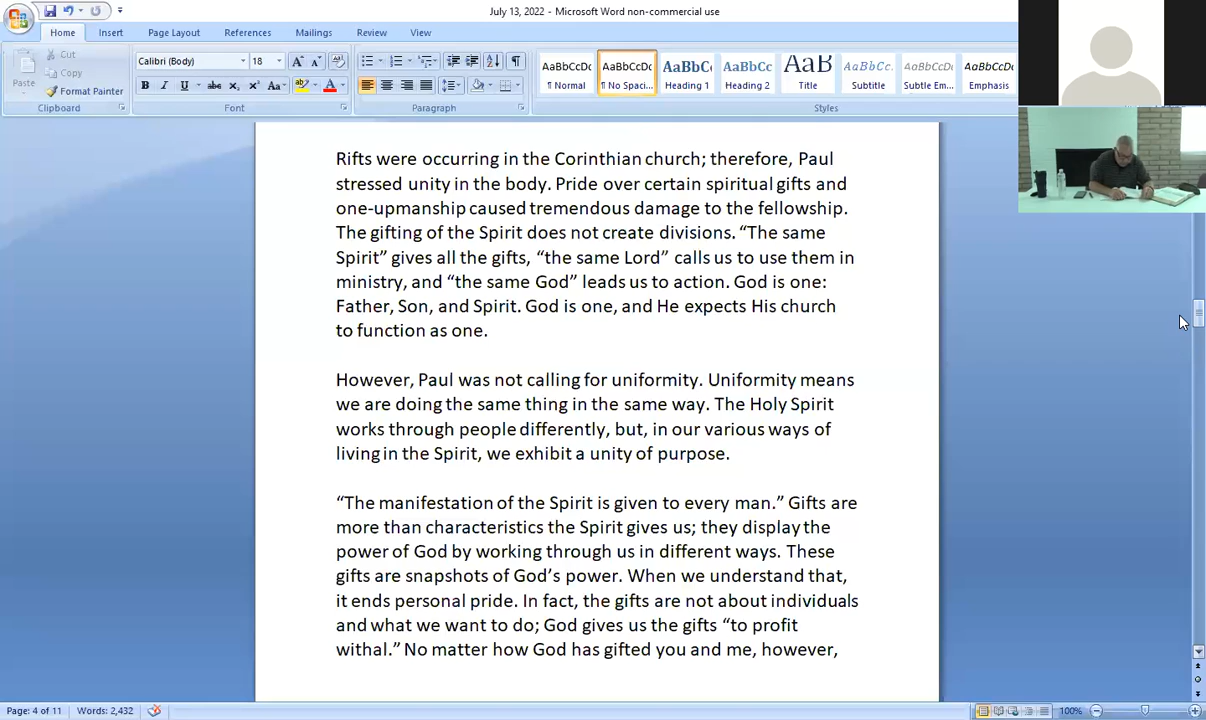 July 13, 2022 - Microsoft Word non-commercial use
Home Insert Page Layout References Mailings Review View
Cut
Copy
Paste
Format Painter
Clipboard
Calibri (Body) 18
Font
Paragraph
AaBbCcDc AaBbCcDc AaBbC AaBbCc AaB AaBbCc. AaBbCcDc AaBbCcDc
¶ Normal ¶ No Spaci... Heading 1 Heading 2 Title Subtitle Subtle Em... Emphasis
Styles
Rifts were occurring in the Corinthian church; therefore, Paul
stressed unity in the body. Pride over certain spiritual gifts and
one-upmanship caused tremendous damage to the fellowship.
The gifting of the Spirit does not create divisions. “The same
Spirit” gives all the gifts, “the same Lord” calls us to use them in
ministry, and “the same God” leads us to action. God is one:
Father, Son, and Spirit. God is one, and He expects His church
to function as one.
However, Paul was not calling for uniformity. Uniformity means
we are doing the same thing in the same way. The Holy Spirit
works through people differently, but, in our various ways of
living in the Spirit, we exhibit a unity of purpose.
“The manifestation of the Spirit is given to every man.” Gifts are
more than characteristics the Spirit gives us; they display the
power of God by working through us in different ways. These
gifts are snapshots of God’s power. When we understand that,
it ends personal pride. In fact, the gifts are not about individuals
and what we want to do; God gives us the gifts “to profit
withal.” No matter how God has gifted you and me, however,
Page: 4 of 11 Words: 2,432 100%